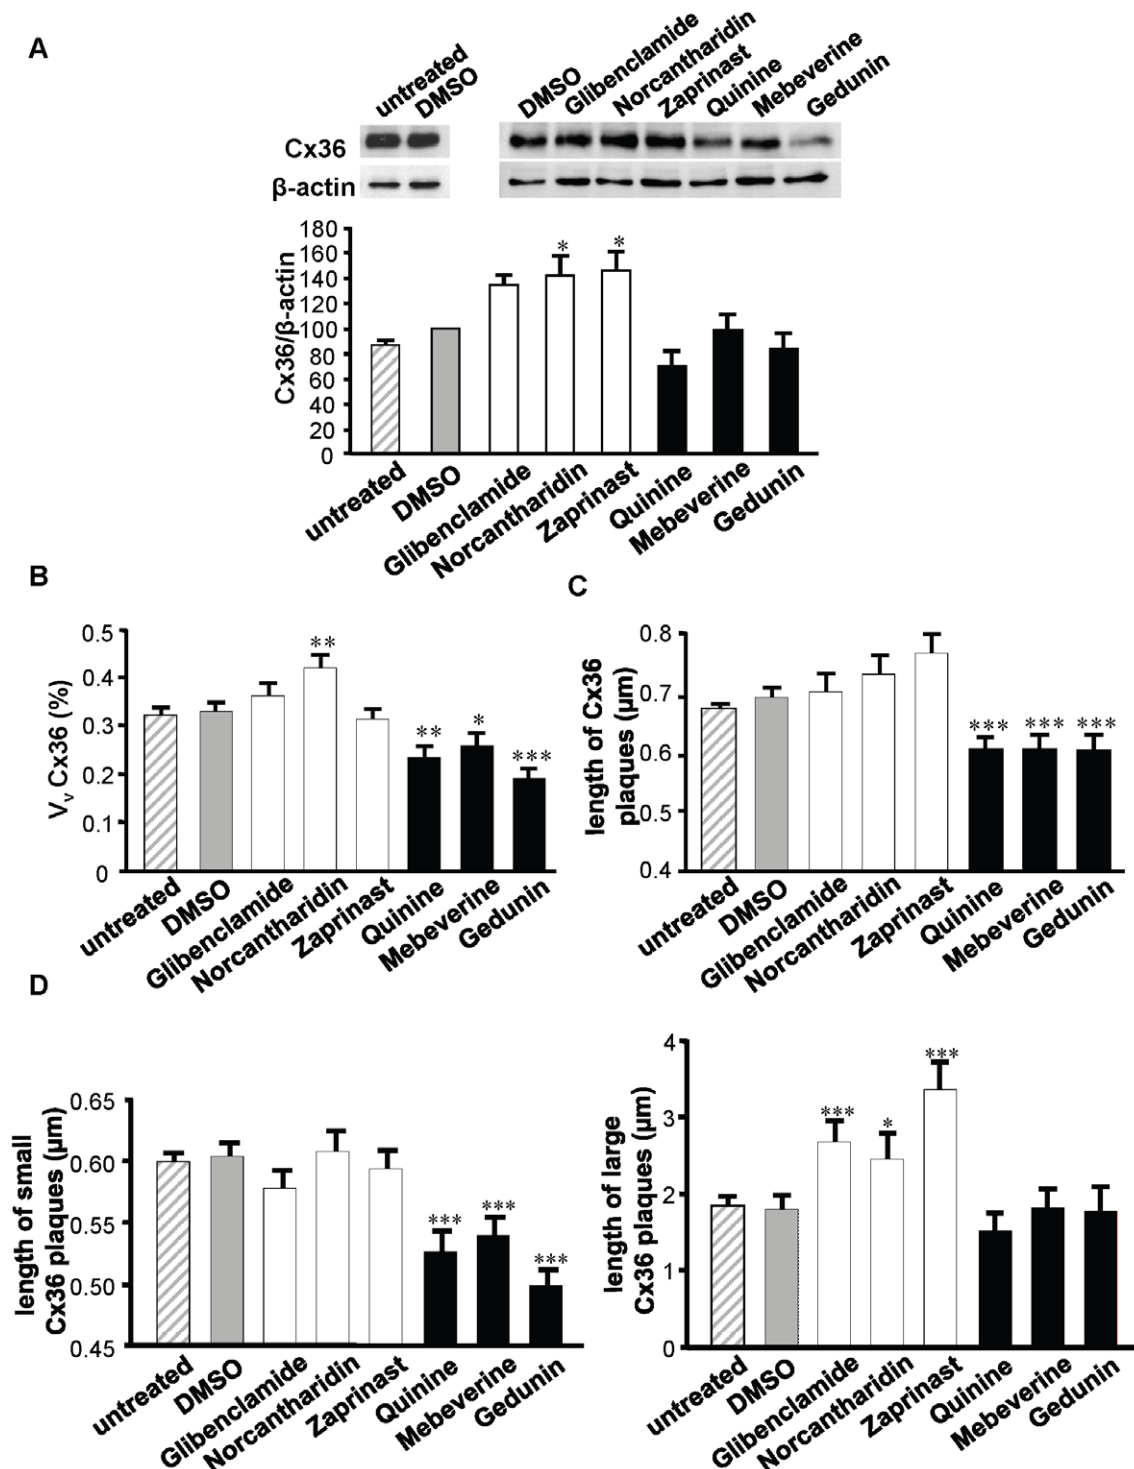 A
untreated
DMSO
DMSO
Glibenclamide
Norcantharidin
Zaprinast
Quinine
Mebeverine
Gedunin
Cx36
β-actin
Cx36/β-actin
180
160
140
120
100
80
60
40
20
0
* *
untreated
DMSO
Glibenclamide
Norcantharidin
Zaprinast
Quinine
Mebeverine
Gedunin
B
Vv Cx36 (%)
0.5
0.4
0.3
0.2
0.1
0
** ** * ***
untreated
DMSO
Glibenclamide
Norcantharidin
Zaprinast
Quinine
Mebeverine
Gedunin
C
length of Cx36
plaques (µm)
0.8
0.7
0.6
0.5
0.4
*** *** ***
untreated
DMSO
Glibenclamide
Norcantharidin
Zaprinast
Quinine
Mebeverine
Gedunin
D
length of small
Cx36 plaques (µm)
0.65
0.60
0.55
0.50
0.45
*** *** ***
untreated
DMSO
Glibenclamide
Norcantharidin
Zaprinast
Quinine
Mebeverine
Gedunin
length of large
Cx36 plaques (µm)
4
3
2
1
0
*** * ***
untreated
DMSO
Glibenclamide
Norcantharidin
Zaprinast
Quinine
Mebeverine
Gedunin